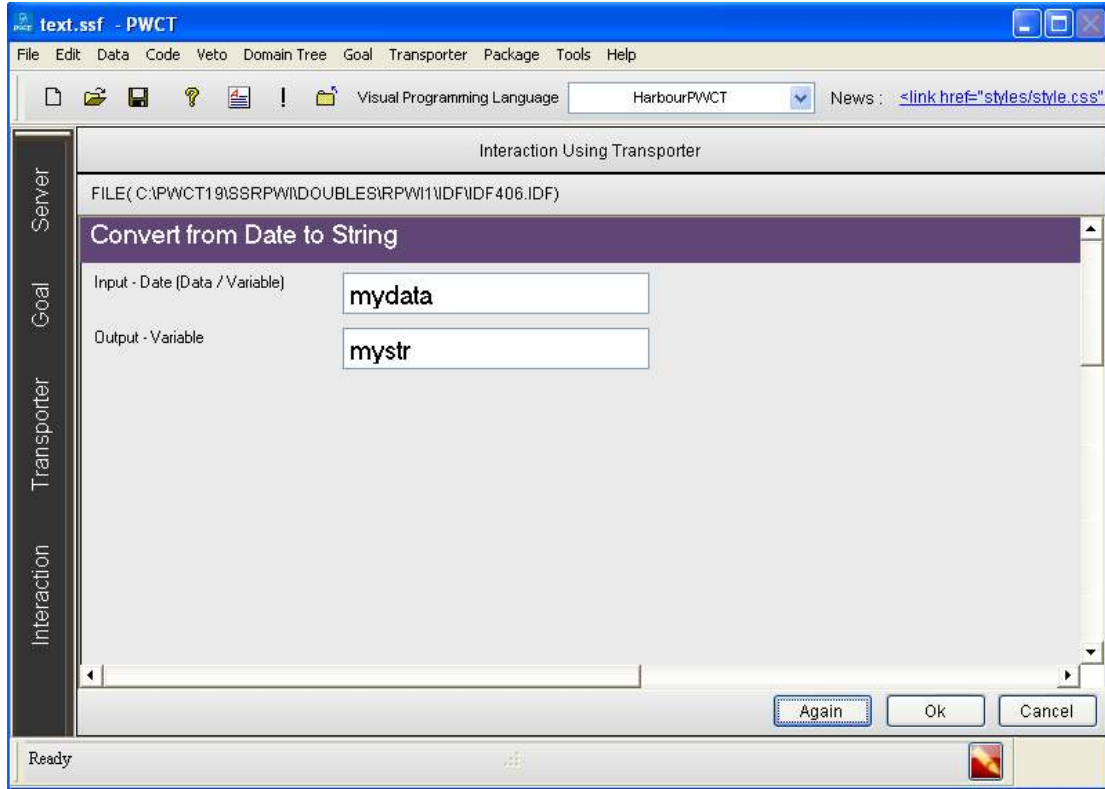 text.ssf - PWCT
File Edit Data Code Veto Domain Tree Goal Transporter Package Tools Help
Visual Programming Language HarbourPWCT News : <link href="styles/style.css"
Interaction Using Transporter
FILE( C:\PWCT19\SSRPWI\DOUBLES\RPWI1\IDF\IDF406.IDF)
Convert from Date to String
Input - Date (Data / Variable) mydata
Output - Variable mystr
Server
Goal
Transporter
Interaction
Again Ok Cancel
Ready